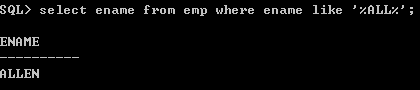 SQL> select ename from emp where ename like '%ALL%';
ENAME
----------
ALLEN